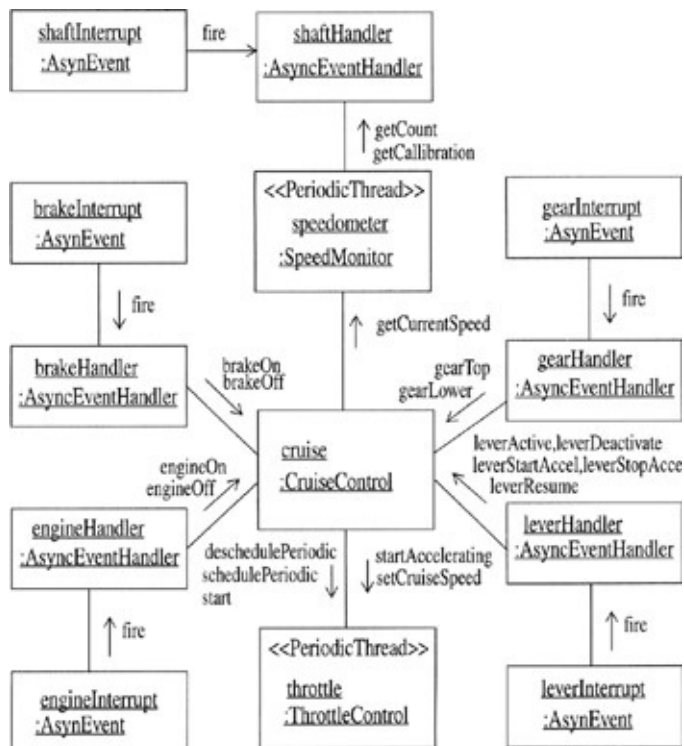 shaftInterrupt
:AsynEvent
fire
shaftHandler
:AsyncEventHandler
getCount
getCallibration
<<PeriodicThread>>
speedometer
:SpeedMonitor
brakeInterrupt
:AsynEvent
gearInterrupt
:AsynEvent
fire
fire
getCurrentSpeed
brakeHandler
:AsyncEventHandler
brakeOn
brakeOff
gearTop
gearLower
gearHandler
:AsyncEventHandler
cruise
:CruiseControl
engineOn
engineOff
leverActive,leverDeactivate
leverStartAccel,leverStopAcce
leverResume
engineHandler
:AsyncEventHandler
leverHandler
:AsyncEventHandler
deschedulePeriodic
schedulePeriodic
start
startAccelerating
setCruiseSpeed
fire
fire
<<PeriodicThread>>
throttle
:ThrottleControl
engineInterrupt
:AsynEvent
leverInterrupt
:AsynEvent